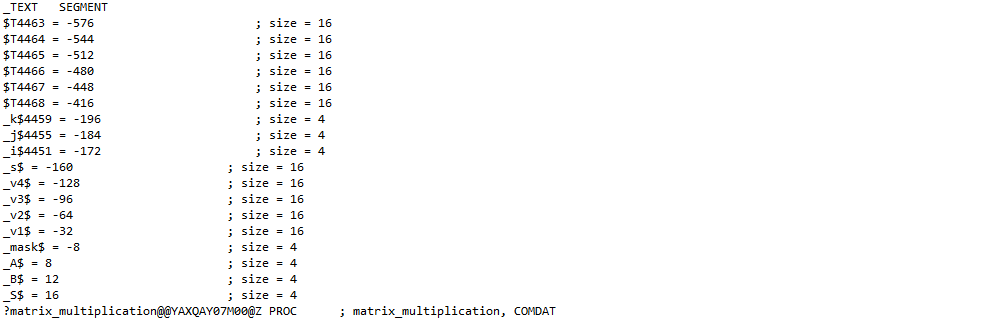 _TEXT   SEGMENT
$T4463 = -576                        ; size = 16
$T4464 = -544                        ; size = 16
$T4465 = -512                        ; size = 16
$T4466 = -480                        ; size = 16
$T4467 = -448                        ; size = 16
$T4468 = -416                        ; size = 16
_k$4459 = -196                       ; size = 4
_j$4455 = -184                       ; size = 4
_i$4451 = -172                       ; size = 4
_s$ = -160                      ; size = 16
_v4$ = -128                     ; size = 16
_v3$ = -96                      ; size = 16
_v2$ = -64                      ; size = 16
_v1$ = -32                      ; size = 16
_mask$ = -8                     ; size = 4
_A$ = 8                         ; size = 4
_B$ = 12                        ; size = 4
_S$ = 16                        ; size = 4
?matrix_multiplication@@YAXQAY07M00@Z PROC      ; matrix_multiplication, COMDAT